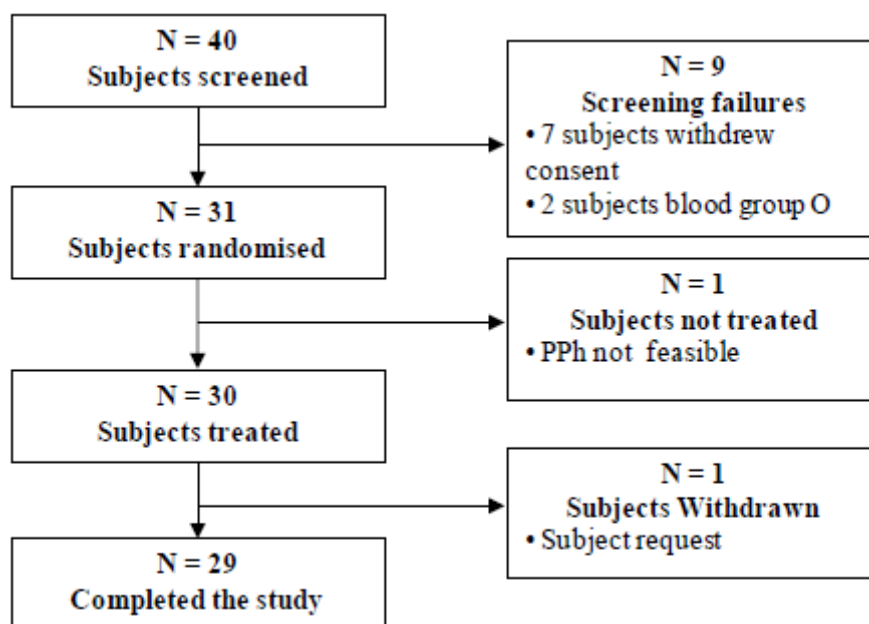 N = 40
Subjects screened
N = 9
Screening failures
• 7 subjects withdrew
consent
• 2 subjects blood group O
N = 31
Subjects randomised
N = 1
Subjects not treated
• PPh not feasible
N = 30
Subjects treated
N = 1
Subjects Withdrawn
• Subject request
N = 29
Completed the study